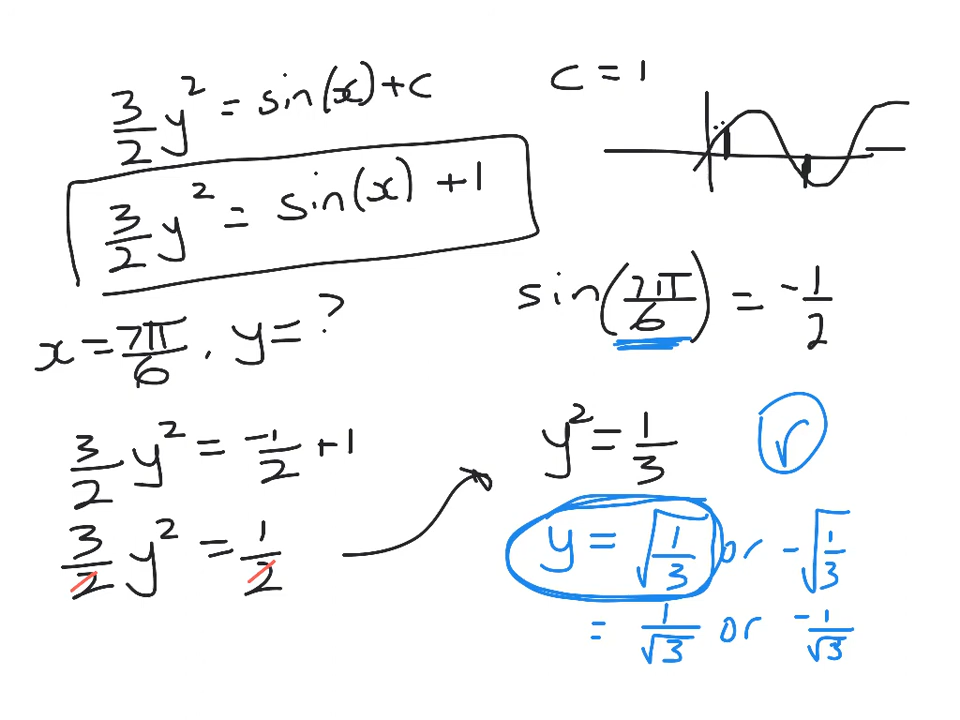 3/2 y² = sin(x) + c
c = 1
3/2 y² = sin(x) + 1
sin(7π/6) = -1/2
x = 7π/6, y = ?
3/2 y² = -1/2 + 1
3/2 y² = 1/2
y² = 1/3
r
y = √(1/3) or -√(1/3)
= 1/√3 or -1/√3